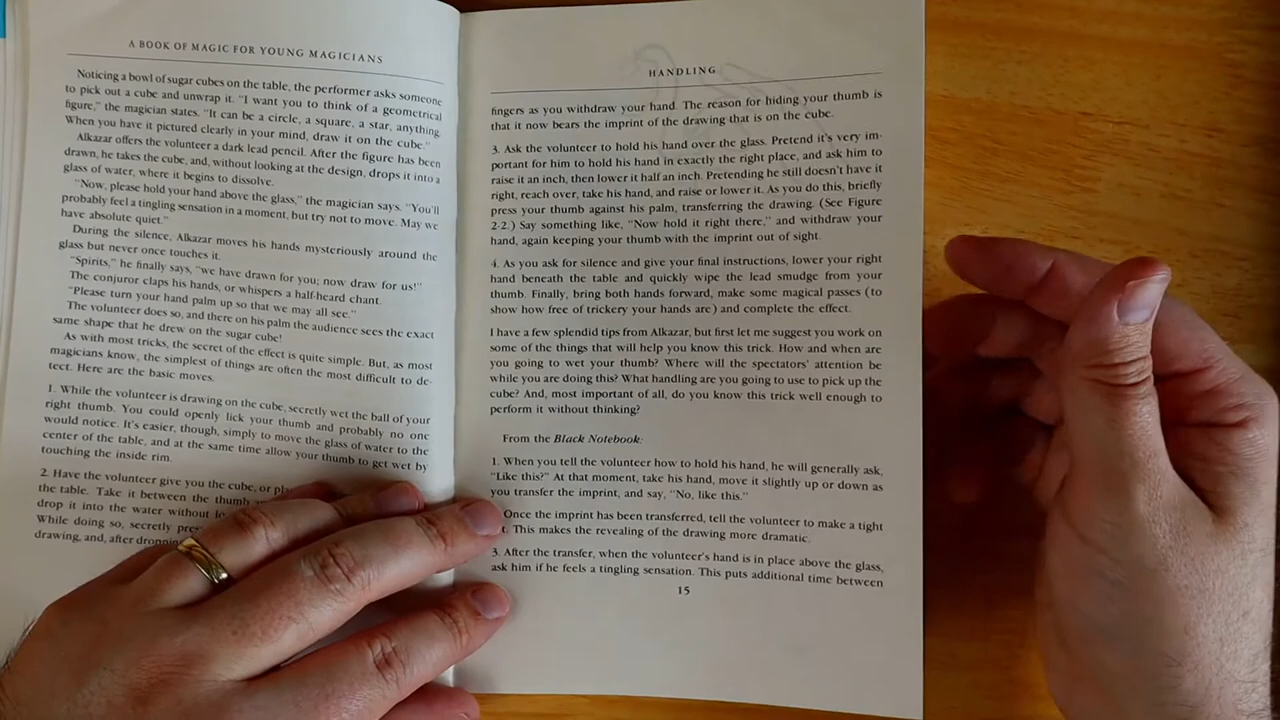 A BOOK OF MAGIC FOR YOUNG MAGICIANS
Noticing a bowl of sugar cubes on the table, the performer asks someone
to pick out a cube and unwrap it. "I want you to think of a geometrical
figure," the magician states. "It can be a circle, a square, a star, anything.
When you have it pictured clearly in your mind, draw it on the cube."
Alkazar offers the volunteer a dark lead pencil. After the figure has been
drawn, he takes the cube, and, without looking at the design, drops it into a
glass of water, where it begins to dissolve.
"Now, please hold your hand above the glass," the magician says. "You'll
probably feel a tingling sensation in a moment, but try not to move. May we
have absolute quiet."
During the silence, Alkazar moves his hands mysteriously around the
glass but never once touches it.
"Spirits," he finally says, "we have drawn for you; now draw for us!"
The conjuror claps his hands, or whispers a half-heard chant.
"Please turn your hand palm up so that we may all see."
The volunteer does so, and there on his palm the audience sees the exact
same shape that he drew on the sugar cube!
As with most tricks, the secret of the effect is quite simple. But, as most
magicians know, the simplest of things are often the most difficult to de-
tect. Here are the basic moves.
1. While the volunteer is drawing on the cube, secretly wet the ball of your
right thumb. You could openly lick your thumb and probably no one
would notice. It's easier, though, simply to move the glass of water to the
center of the table, and at the same time allow your thumb to get wet by
touching the inside rim.
2. Have the volunteer give you the cube, or
the table. Take it between the thumb
drop it into the water without
While doing so, secretly
drawing, and, after
HANDLING
fingers as you withdraw your hand. The reason for hiding your thumb is
that it now bears the imprint of the drawing that is on the cube.
3. Ask the volunteer to hold his hand over the glass. Pretend it's very im-
portant for him to hold his hand in exactly the right place, and ask him to
raise it an inch, then lower it half an inch. Pretending he still doesn't have it
right, reach over, take his hand, and raise or lower it. As you do this, briefly
press your thumb against his palm, transferring the drawing. (See Figure
2-2.) Say something like, "Now hold it right there," and withdraw your
hand, again keeping your thumb with the imprint out of sight.
4. As you ask for silence and give your final instructions, lower your right
hand beneath the table and quickly wipe the lead smudge from your
thumb. Finally, bring both hands forward, make some magical passes (to
show how free of trickery your hands are) and complete the effect.
I have a few splendid tips from Alkazar, but first let me suggest you work on
some of the things that will help you know this trick. How and when are
you going to wet your thumb? Where will the spectators' attention be
while you are doing this? What handling are you going to use to pick up the
cube? And, most important of all, do you know this trick well enough to
perform it without thinking?
From the Black Notebook:
1. When you tell the volunteer how to hold his hand, he will generally ask,
"Like this?" At that moment, take his hand, move it slightly up or down as
you transfer the imprint, and say, "No, like this."
Once the imprint has been transferred, tell the volunteer to make a tight
This makes the revealing of the drawing more dramatic.
3. After the transfer, when the volunteer's hand is in place above the glass,
ask him if he feels a tingling sensation. This puts additional time between
15